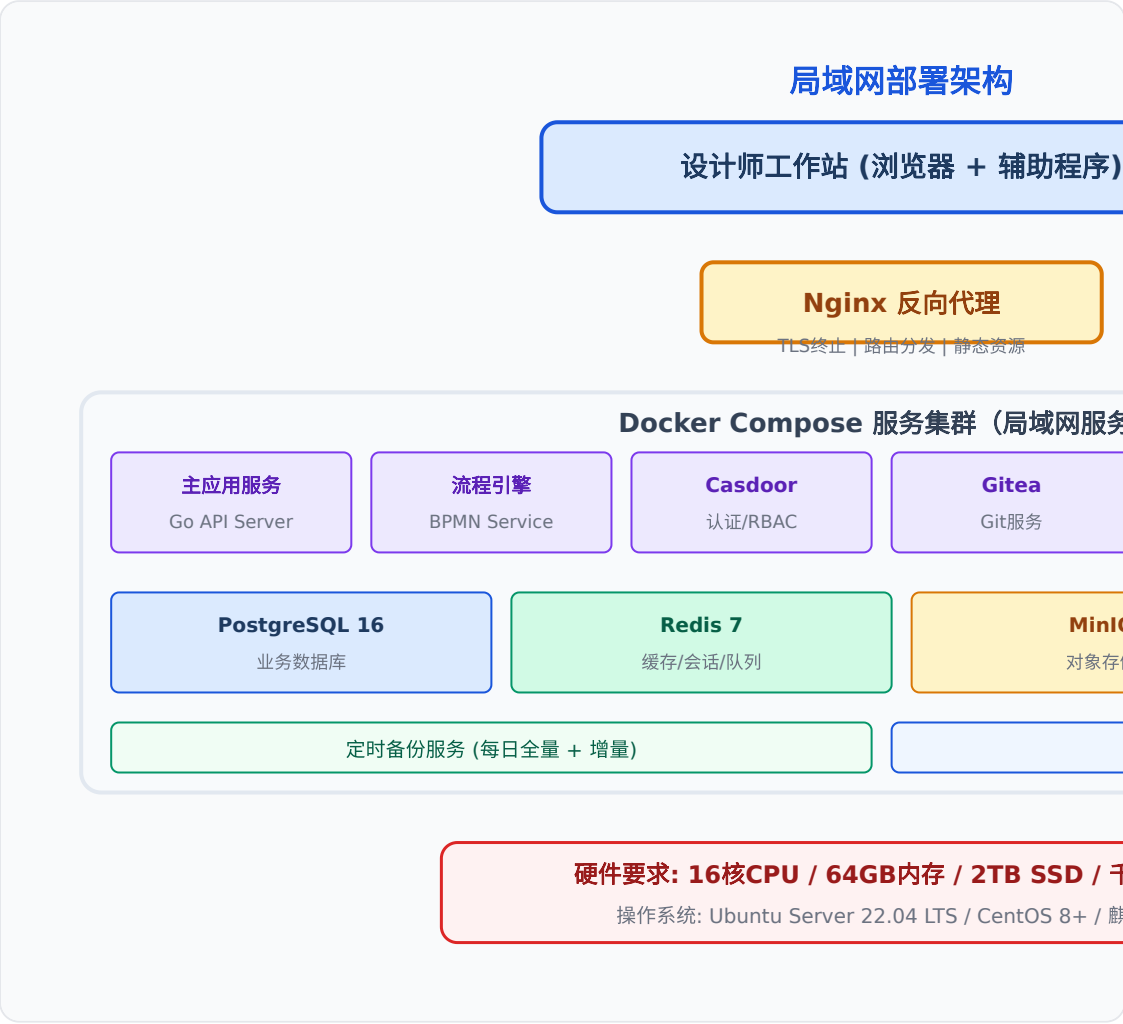 局域网部署架构
设计师工作站 (浏览器 + 辅助程序)
Nginx 反向代理
TLS终止 | 路由分发 | 静态资源
Docker Compose 服务集群（局域网服务
主应用服务
Go API Server
流程引擎
BPMN Service
Casdoor
认证/RBAC
Gitea
Git服务
PostgreSQL 16
业务数据库
Redis 7
缓存/会话/队列
对象存
定时备份服务 (每日全量 + 增量)
硬件要求: 16核CPU / 64GB内存 / 2TB SSD / 千
操作系统: Ubuntu Server 22.04 LTS / CentOS 8+ / 麒